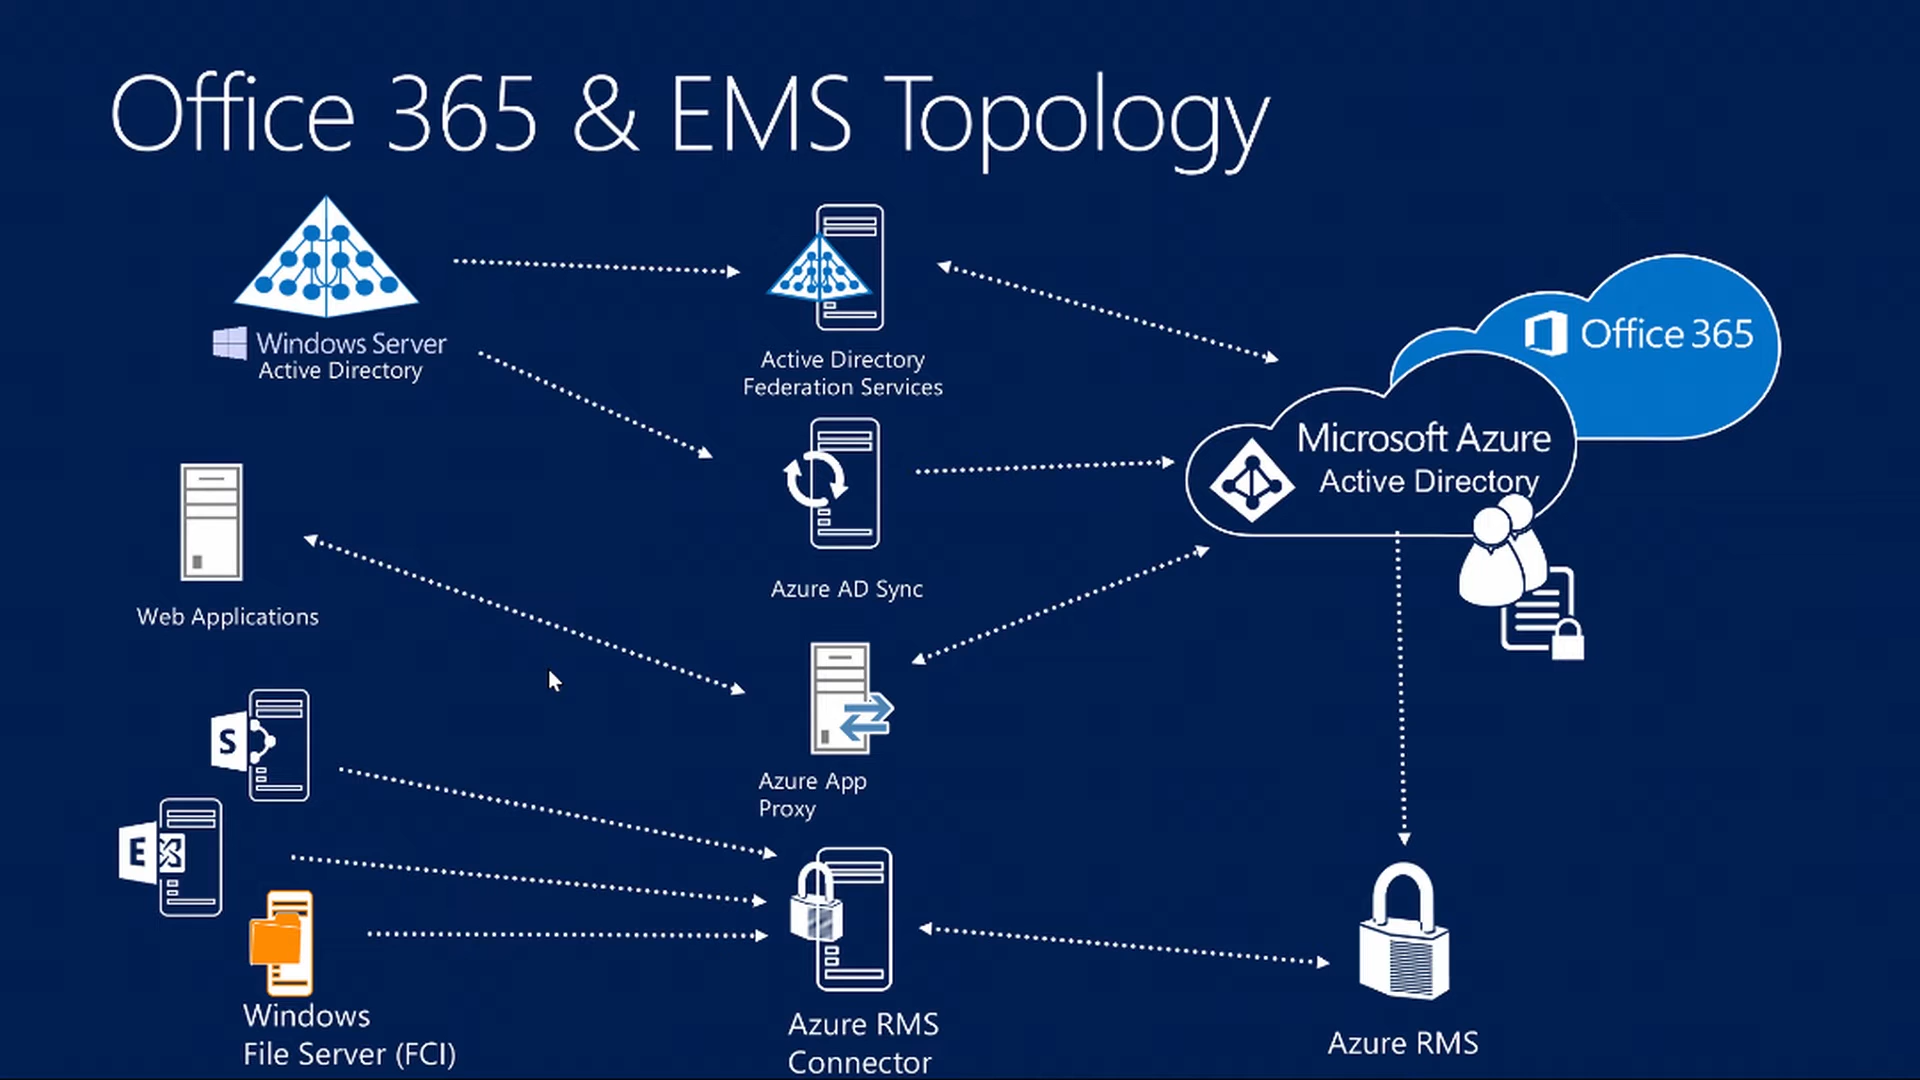 Office 365 & EMS Topology
Windows Server
Active Directory
Active Directory
Federation Services
Office 365
Microsoft Azure
Active Directory
Azure AD Sync
Web Applications
S
Azure App
Proxy
E
Windows
File Server (FCI)
Azure RMS
Connector
Azure RMS